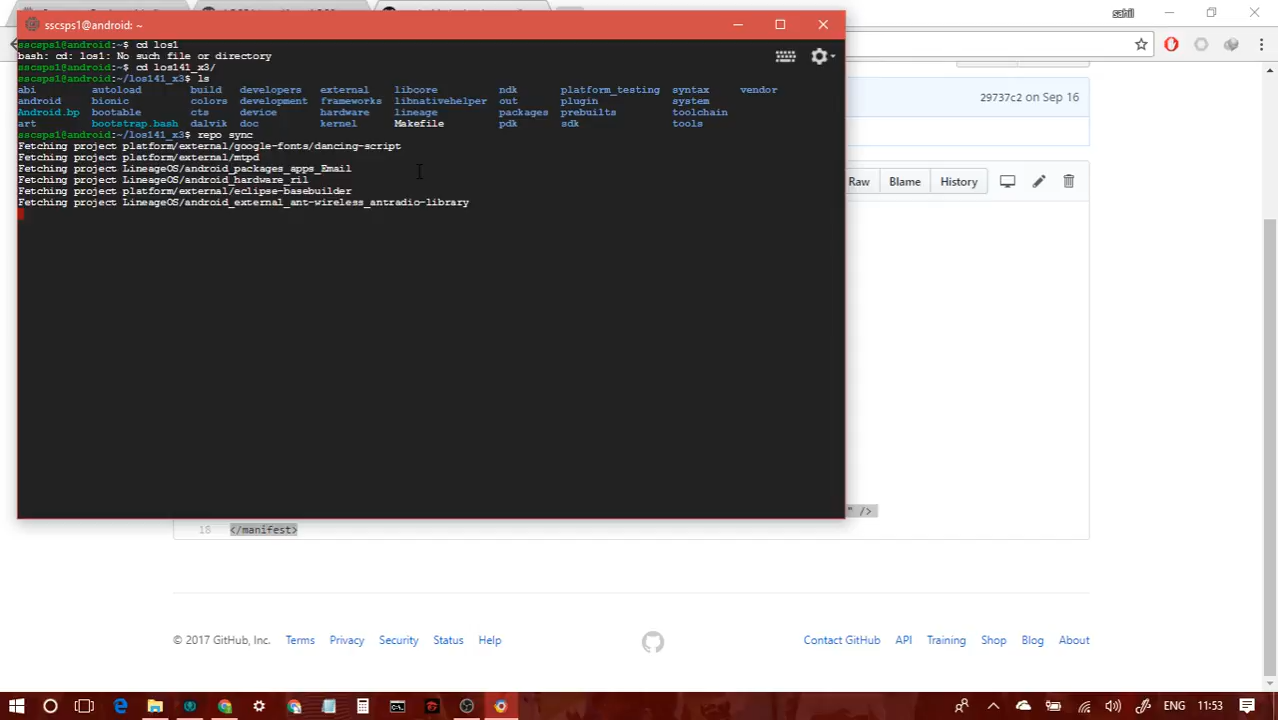 sscsps1@android: ~
sahil
sscsps1@android:~$ cd los1
bash: cd: los1: No such file or directory
sscsps1@android:~$ cd los141_x3/
sscsps1@android:~/los141_x3$ ls
abi autoload build developers external libcore ndk platform_testing syntax vendor
android bionic colors development frameworks libnativehelper out plugin system
Android.bp bootable cts device hardware lineage packages prebuilts toolchain
art bootstrap.bash dalvik doc kernel Makefile pdk sdk tools
sscsps1@android:~/los141_x3$ repo sync
Fetching project platform/external/google-fonts/dancing-script
Fetching project platform/external/mtpd
Fetching project LineageOS/android_packages_apps_Email
Fetching project LineageOS/android_hardware_ril
Fetching project platform/external/eclipse-basebuilder
Fetching project LineageOS/android_external_ant-wireless_antradio-library
29737c2 on Sep 16
Raw Blame History
" />
18 </manifest>
© 2017 GitHub, Inc. Terms Privacy Security Status Help
Contact GitHub API Training Shop Blog About
ENG 11:53